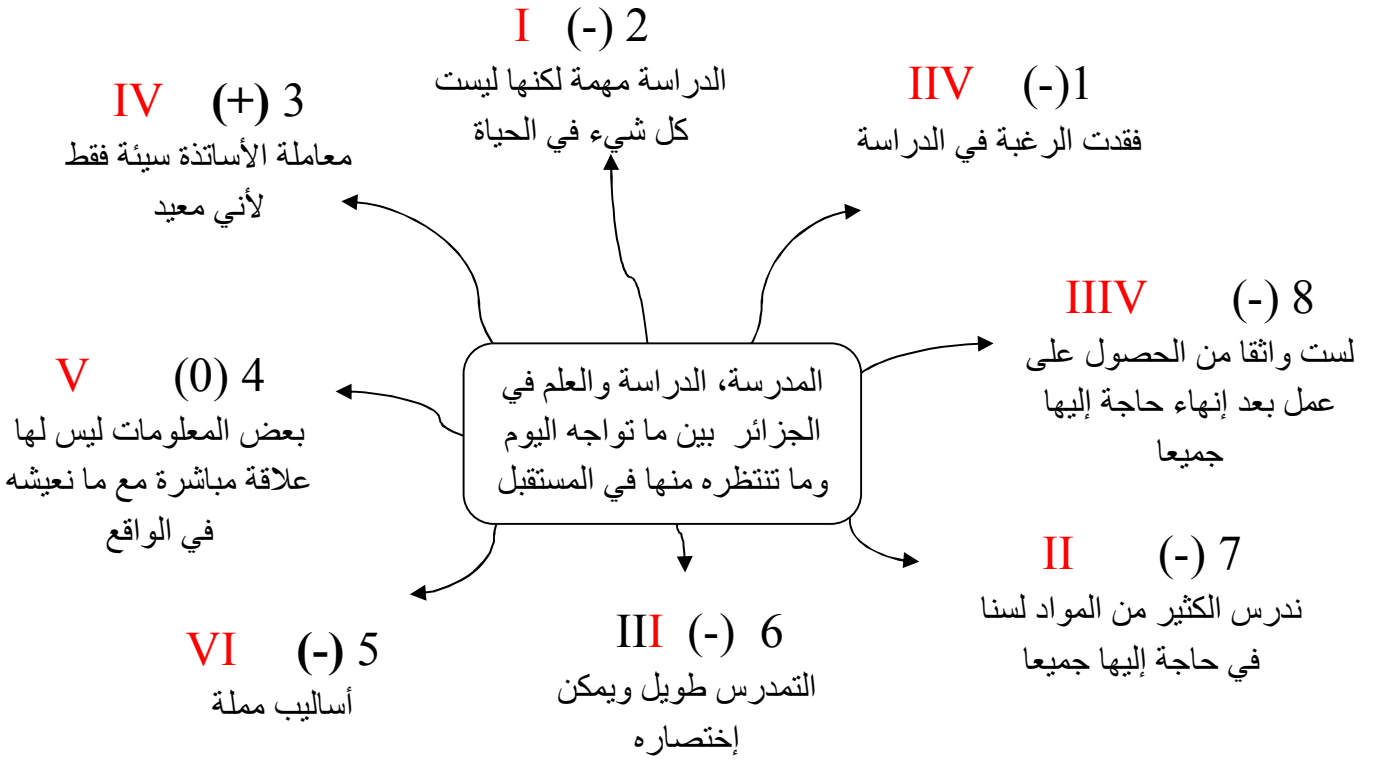 I (-) 2
الدراسة مهمة لكنها ليست
كل شيء في الحياة
IIV (-)1
فقدت الرغبة في الدراسة
IV (+) 3
معاملة الأساتذة سيئة فقط
لأني معيد
IIIV (-) 8
لست واثقا من الحصول على
عمل بعد إنهاء حاجة إليها
جميعا
V (0) 4
بعض المعلومات ليس لها
علاقة مباشرة مع ما نعيشه
في الواقع
المدرسة، الدراسة والعلم في
الجزائر بين ما تواجه اليوم
وما تنتظره منها في المستقبل
II (-) 7
ندرس الكثير من المواد لسنا
في حاجة إليها جميعا
VI (-) 5
أساليب مملة
III (-) 6
التمدرس طويل ويمكن
إختصاره